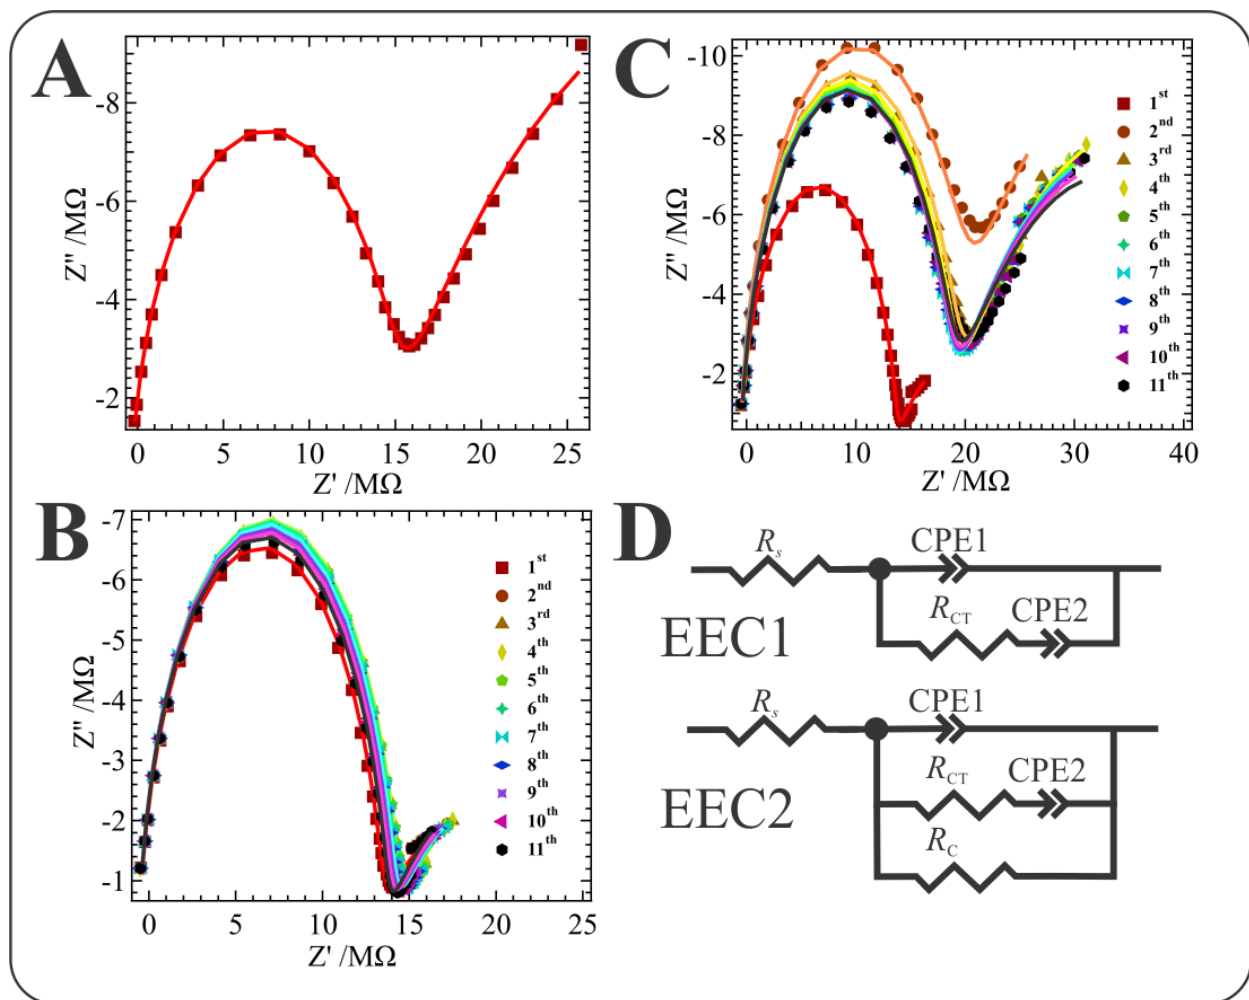 A
-8
-6
-4
-2
Z" /MΩ
0 5 10 15 20 25
Z' /MΩ
C
-10
-8
-6
-4
-2
Z" /MΩ
0 10 20 30 40
Z' /MΩ
1st
2nd
3rd
4th
5th
6th
7th
8th
9th
10th
11th
B
-7
-6
-5
-4
-3
-2
-1
Z" /MΩ
0 5 10 15 20 25
Z' /MΩ
1st
2nd
3rd
4th
5th
6th
7th
8th
9th
10th
11th
D
Rs
CPE1
RCT
CPE2
EEC1
Rs
CPE1
RCT
CPE2
EEC2
RC